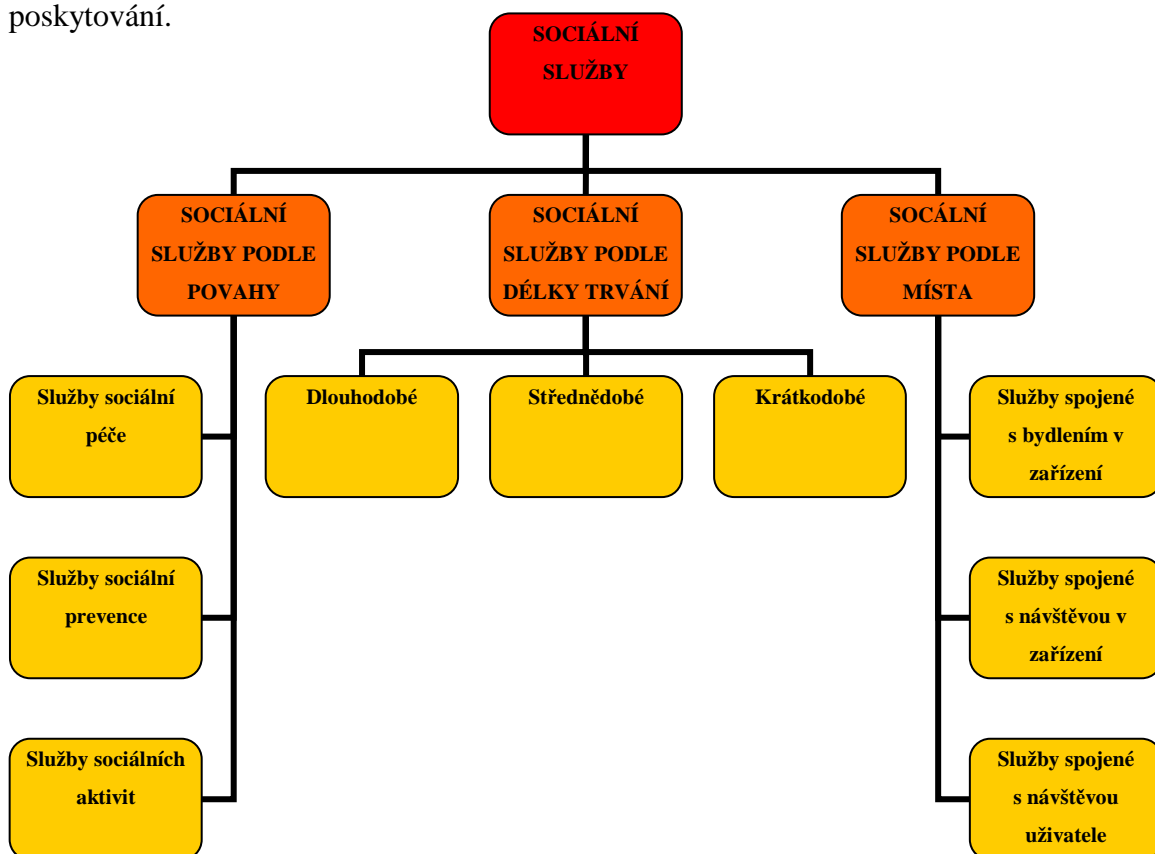 poskytování.
SOCIÁLNÍ
SLUŽBY
SOCIÁLNÍ
SLUŽBY PODLE
POVAHY
SOCIÁLNÍ
SLUŽBY PODLE
DÉLKY TRVÁNÍ
SOCÁLNÍ
SLUŽBY PODLE
MÍSTA
Služby sociální
péče
Dlouhodobé
Střednědobé
Krátkodobé
Služby spojené
s bydlením v
zařízení
Služby sociální
prevence
Služby spojené
s návštěvou v
zařízení
Služby sociálních
aktivit
Služby spojené
s návštěvou
uživatele